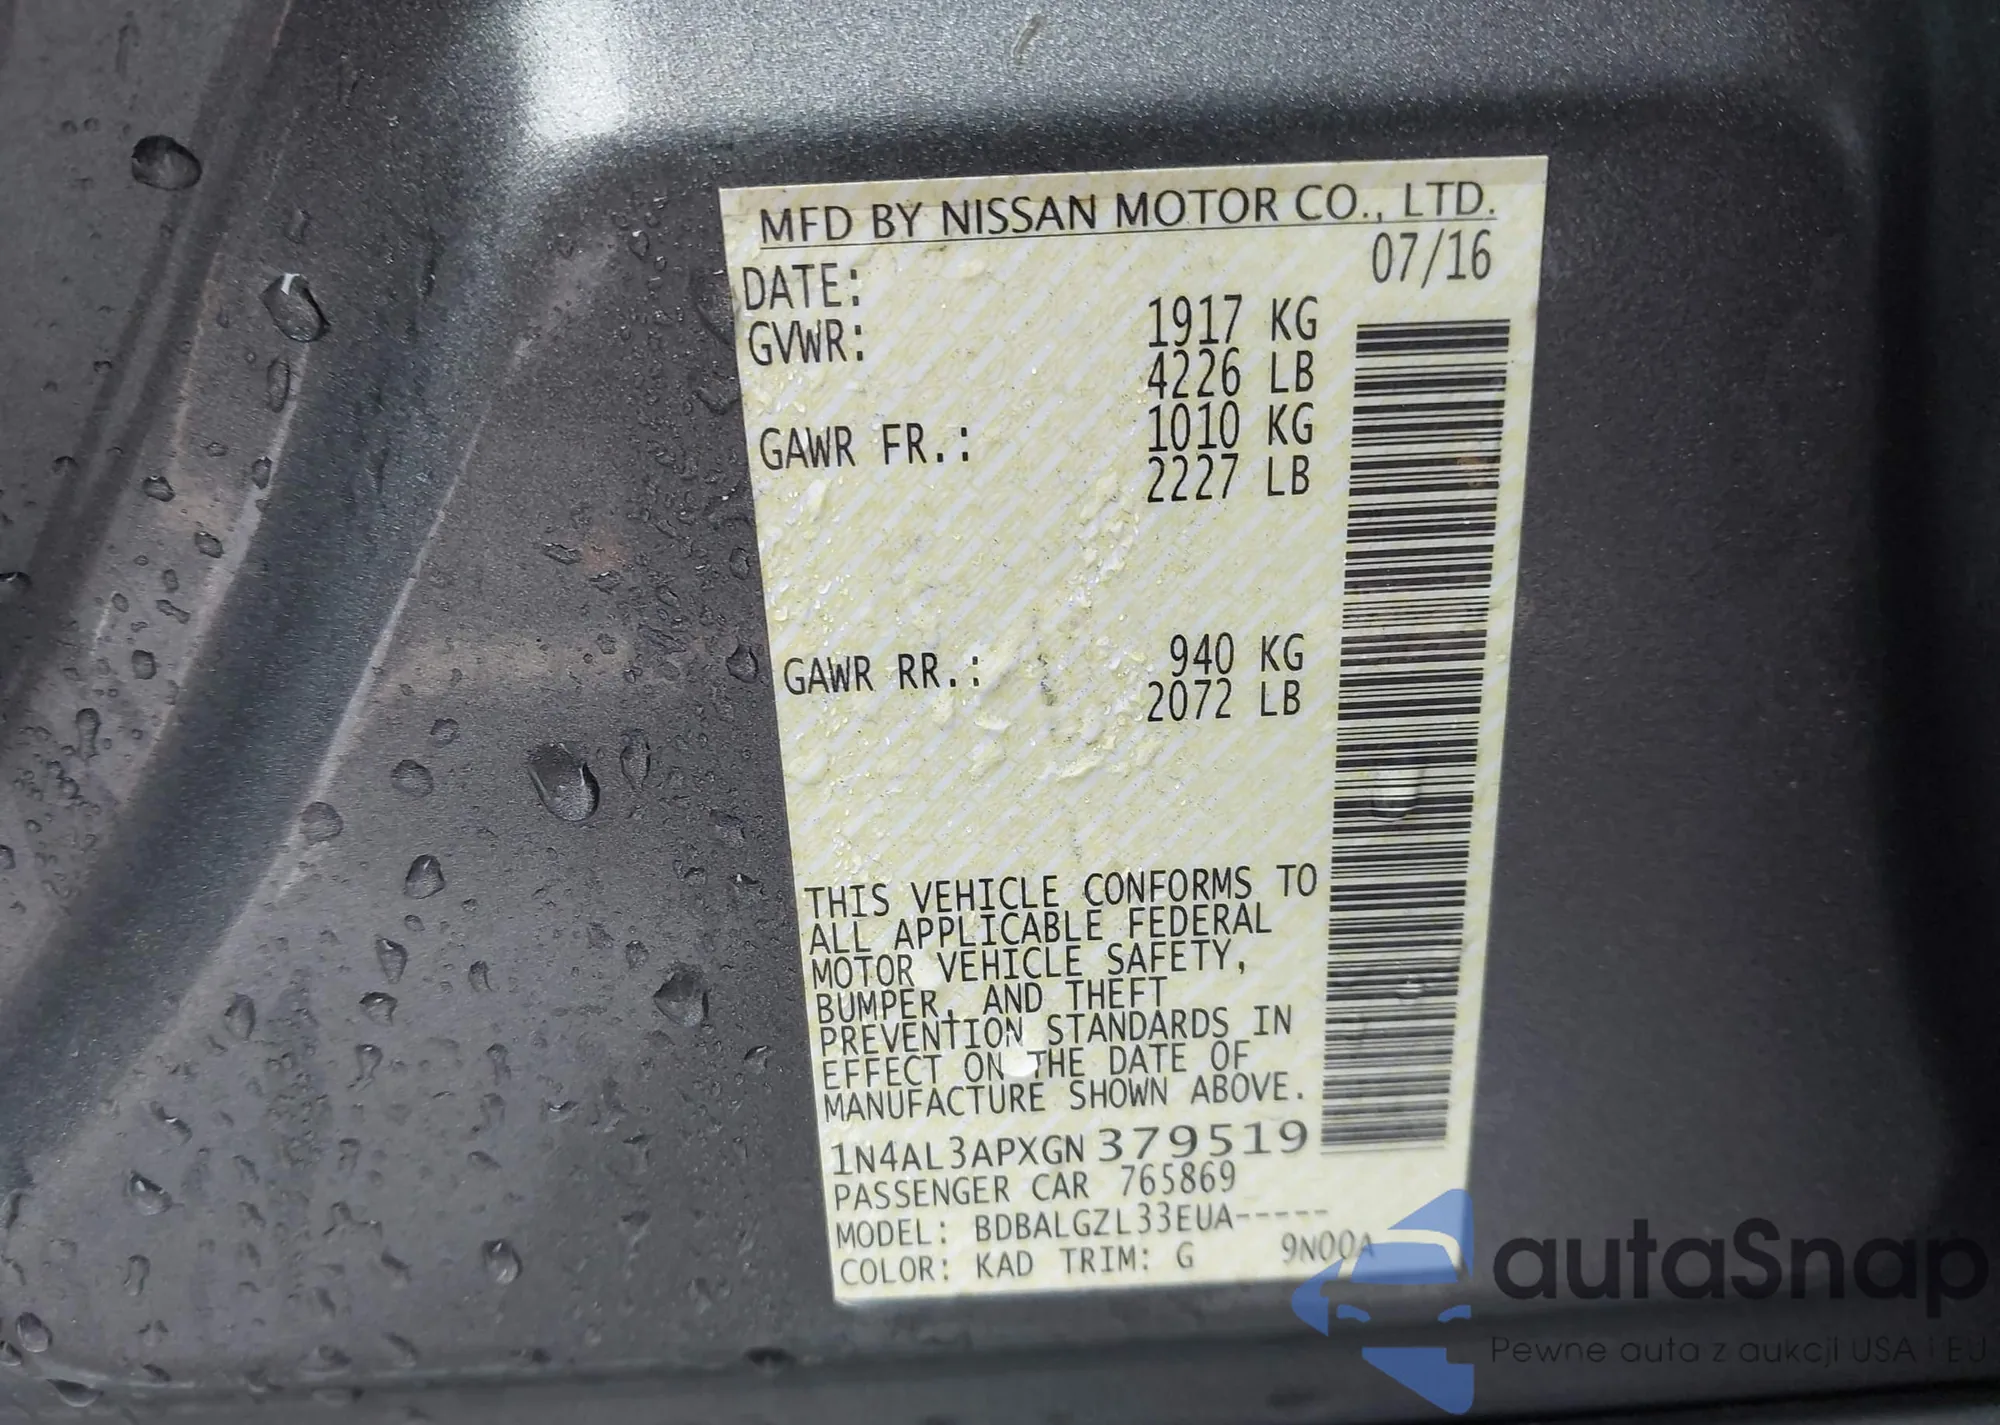 MFD BY NISSAN MOTOR CO., LTD.
DATE: 07/16
GVWR: 1917 KG
4226 LB
GAWR FR.: 1010 KG
2227 LB
GAWR RR.: 940 KG
2072 LB
THIS VEHICLE CONFORMS TO
ALL APPLICABLE FEDERAL
MOTOR VEHICLE SAFETY,
BUMPER, AND THEFT
PREVENTION STANDARDS IN
EFFECT ON THE DATE OF
MANUFACTURE SHOWN ABOVE.
1N4AL3APXGN379519
PASSENGER CAR 765869
MODEL: BDBALGZL33EUA-----
COLOR: KAD TRIM: G 9N00A
autaSnap
Pewne auta z aukcji USA i EU